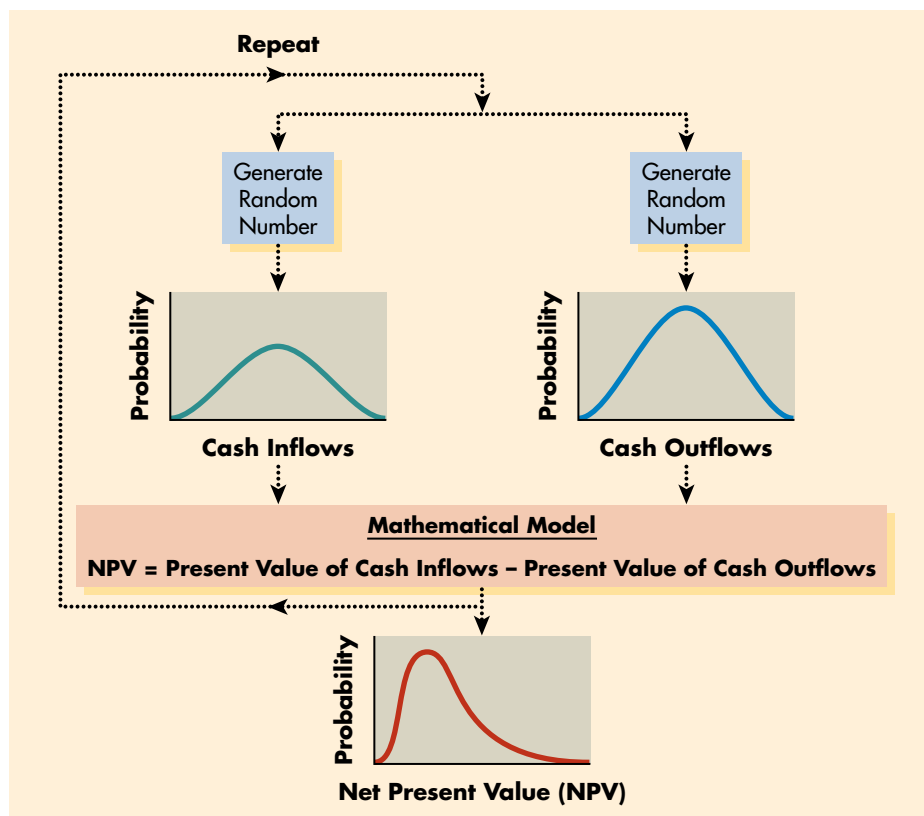 Repeat
Generate
Random
Number
Generate
Random
Number
Probability
Cash Inflows
Probability
Cash Outflows
Mathematical Model
NPV = Present Value of Cash Inflows – Present Value of Cash Outflows
Probability
Net Present Value (NPV)